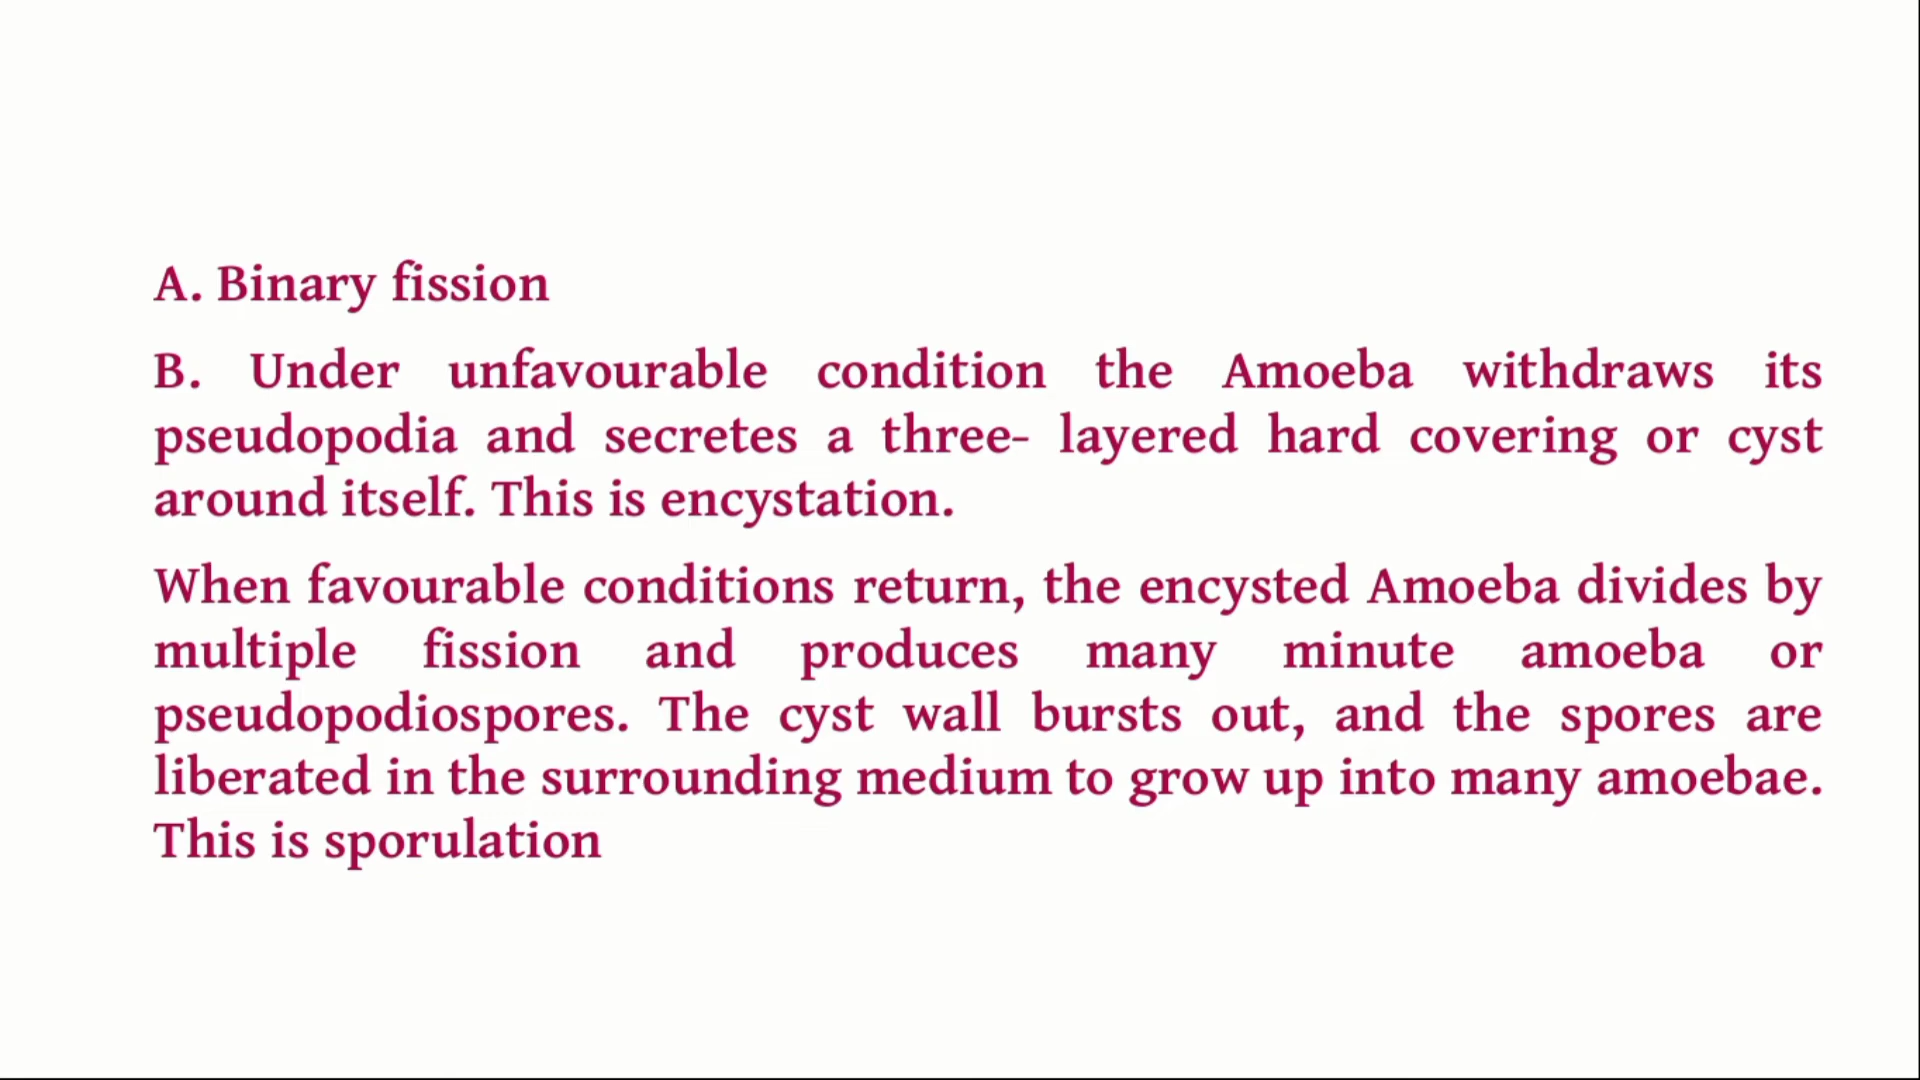 A. Binary fission
B. Under unfavourable condition the Amoeba withdraws its
pseudopodia and secretes a three- layered hard covering or cyst
around itself. This is encystation.
When favourable conditions return, the encysted Amoeba divides by
multiple fission and produces many minute amoeba or
pseudopodiospores. The cyst wall bursts out, and the spores are
liberated in the surrounding medium to grow up into many amoebae.
This is sporulation